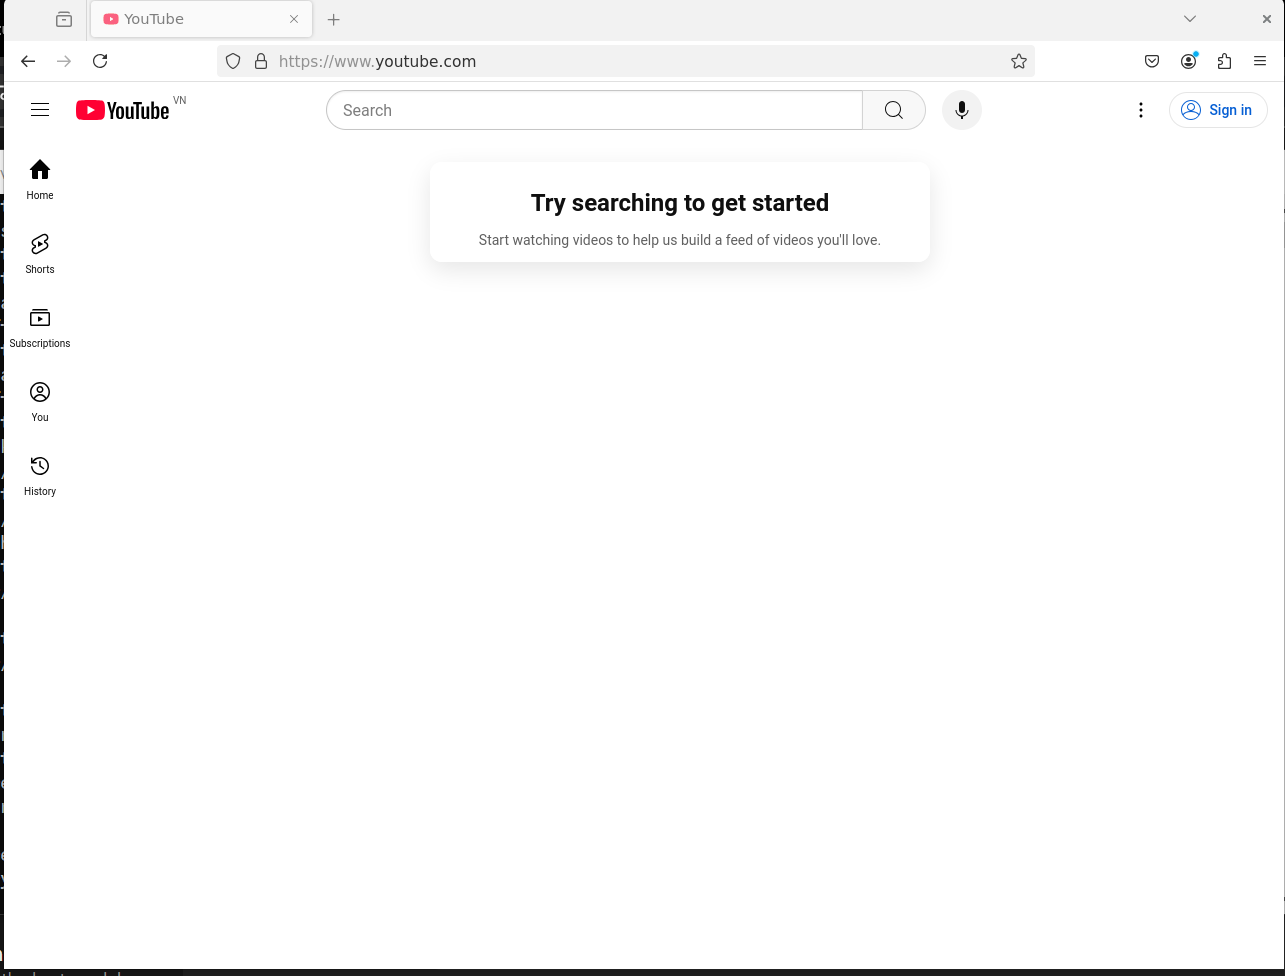 YouTube
https://www.youtube.com
YouTube VN
Search
Sign in
Home
Shorts
Subscriptions
You
History
Try searching to get started
Start watching videos to help us build a feed of videos you'll love.